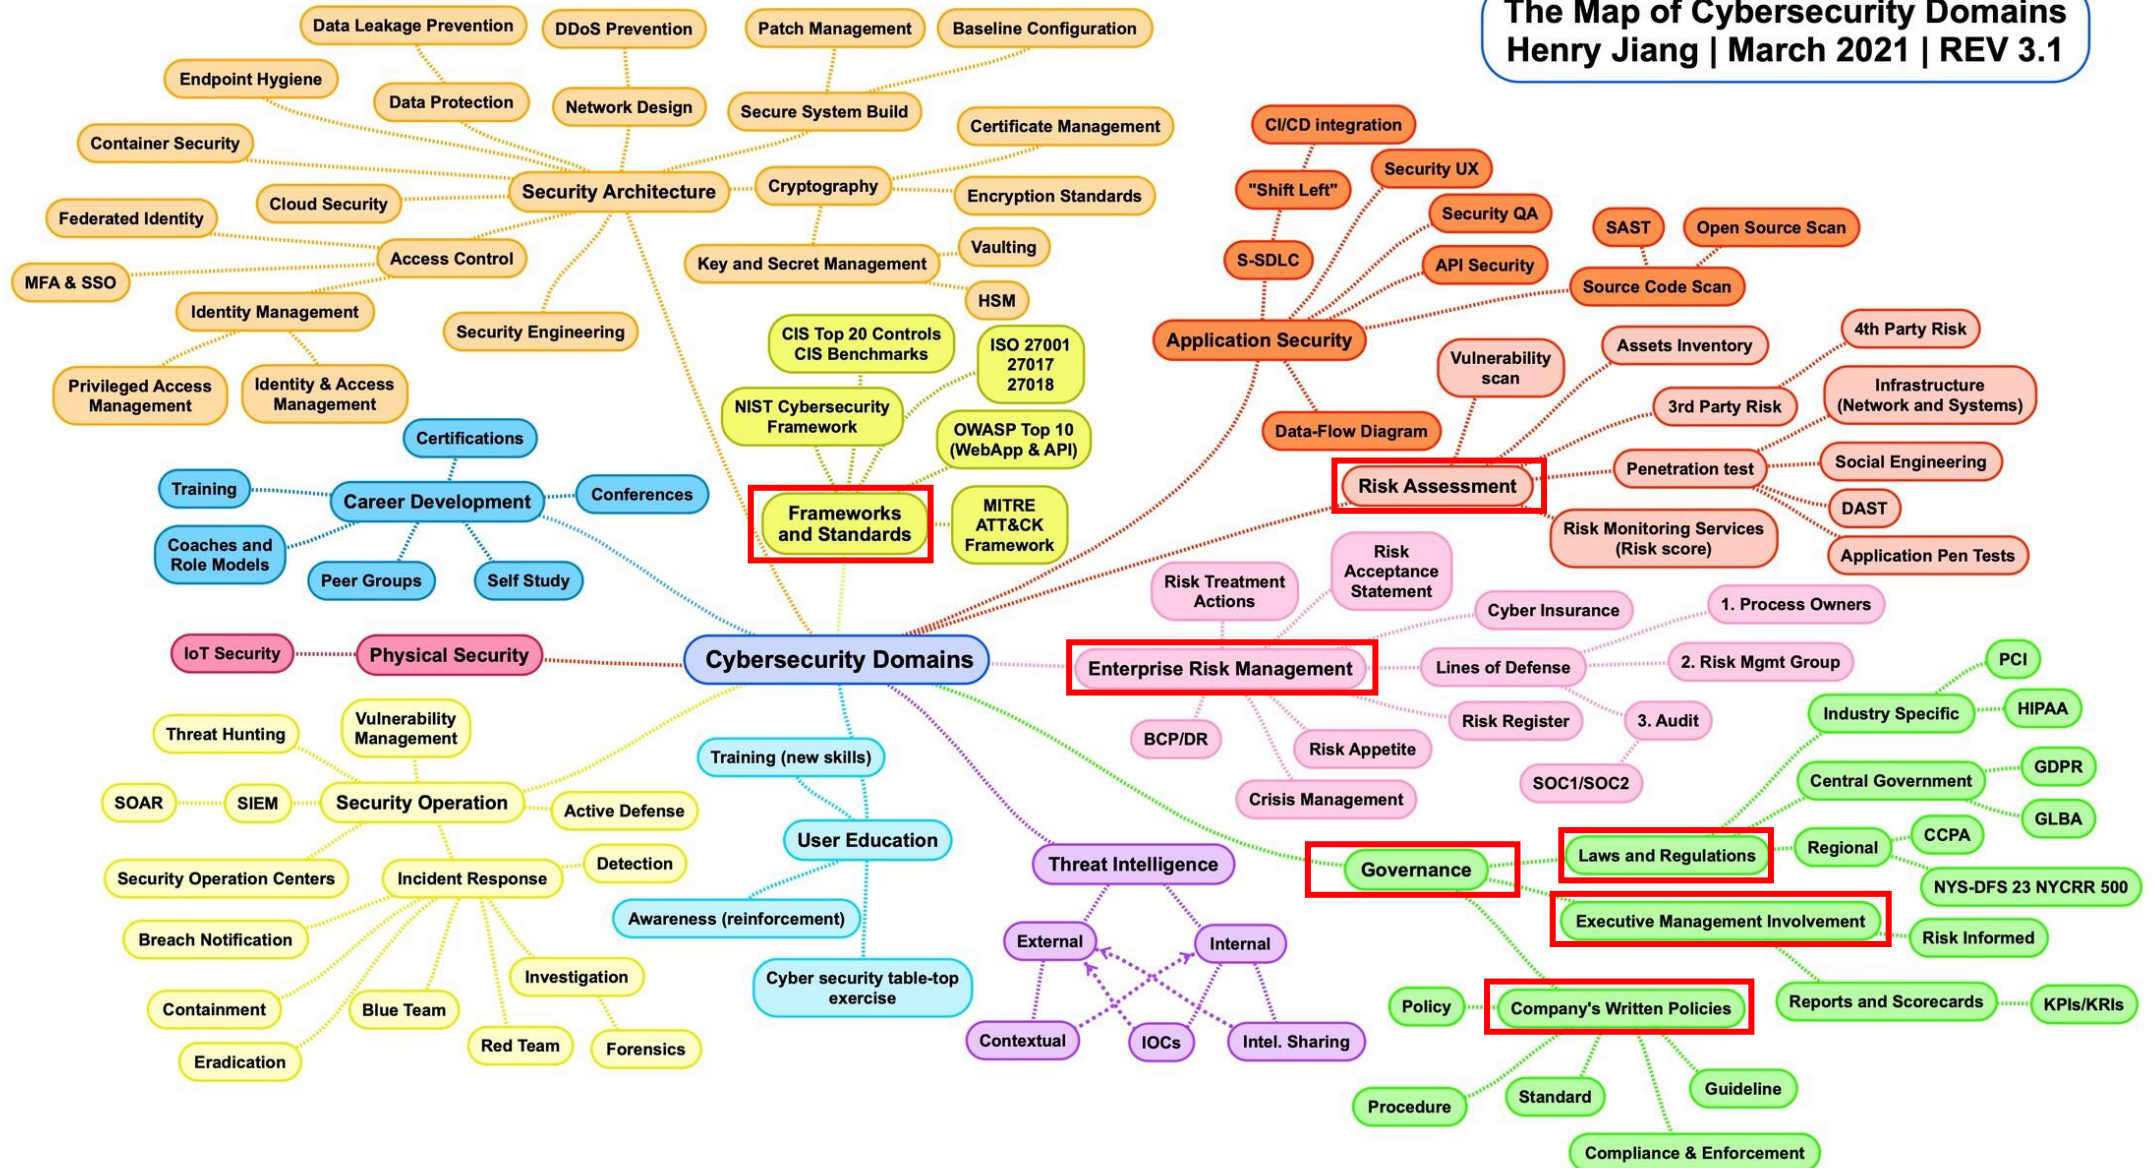 The Map of Cybersecurity Domains
Henry Jiang | March 2021 | REV 3.1
Data Leakage Prevention
DDoS Prevention
Patch Management
Baseline Configuration
Endpoint Hygiene
Data Protection
Network Design
Secure System Build
Certificate Management
Container Security
Security Architecture
Cryptography
Encryption Standards
Cloud Security
Federated Identity
Access Control
Key and Secret Management
Vaulting
HSM
MFA & SSO
Identity Management
Security Engineering
Privileged Access
Management
Identity & Access
Management
CI/CD integration
"Shift Left"
Security UX
Security QA
S-SDLC
API Security
SAST
Open Source Scan
Source Code Scan
Application Security
Data-Flow Diagram
CIS Top 20 Controls
CIS Benchmarks
ISO 27001
27017
27018
NIST Cybersecurity
Framework
OWASP Top 10
(WebApp & API)
Frameworks
and Standards
MITRE
ATT&CK
Framework
Vulnerability
scan
Assets Inventory
4th Party Risk
3rd Party Risk
Infrastructure
(Network and Systems)
Risk Assessment
Penetration test
Social Engineering
DAST
Risk Monitoring Services
(Risk score)
Application Pen Tests
Certifications
Training
Career Development
Conferences
Coaches and
Role Models
Peer Groups
Self Study
IoT Security
Physical Security
Cybersecurity Domains
Risk Treatment
Actions
Risk
Acceptance
Statement
Cyber Insurance
1. Process Owners
Enterprise Risk Management
Lines of Defense
2. Risk Mgmt Group
BCP/DR
Risk Appetite
Risk Register
3. Audit
Crisis Management
SOC1/SOC2
Threat Hunting
Vulnerability
Management
SOAR
SIEM
Security Operation
Active Defense
Security Operation Centers
Incident Response
Detection
Breach Notification
Containment
Blue Team
Investigation
Eradication
Red Team
Forensics
Training (new skills)
User Education
Awareness (reinforcement)
Cyber security table-top
exercise
Threat Intelligence
External
Internal
Contextual
IOCs
Intel. Sharing
PCI
Industry Specific
HIPAA
Central Government
GDPR
GLBA
Governance
Laws and Regulations
Regional
CCPA
NYS-DFS 23 NYCRR 500
Executive Management Involvement
Risk Informed
Reports and Scorecards
KPIs/KRIs
Policy
Company's Written Policies
Procedure
Standard
Guideline
Compliance & Enforcement